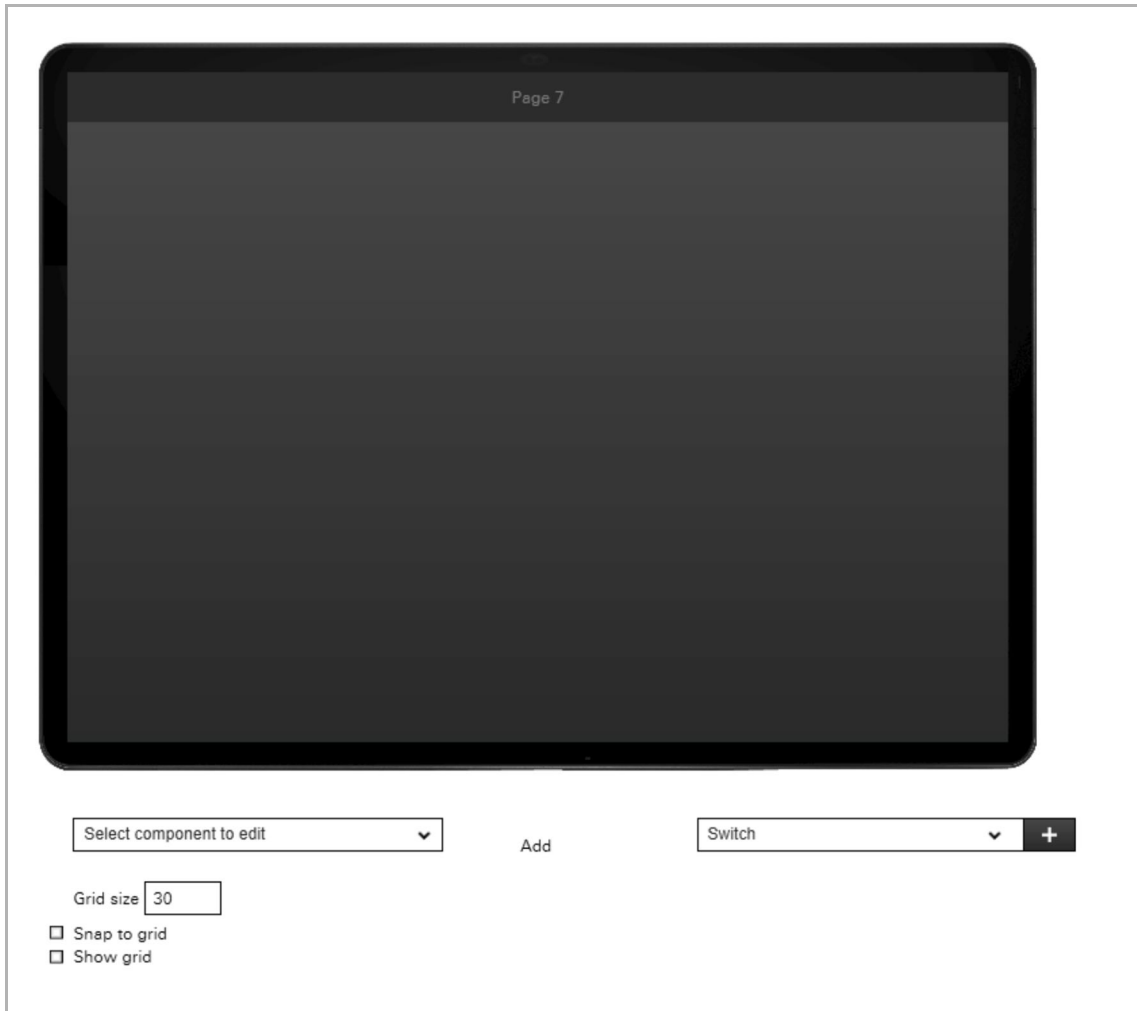 Page 7
Select component to edit
Add
Switch
Grid size 30
Snap to grid
Show grid